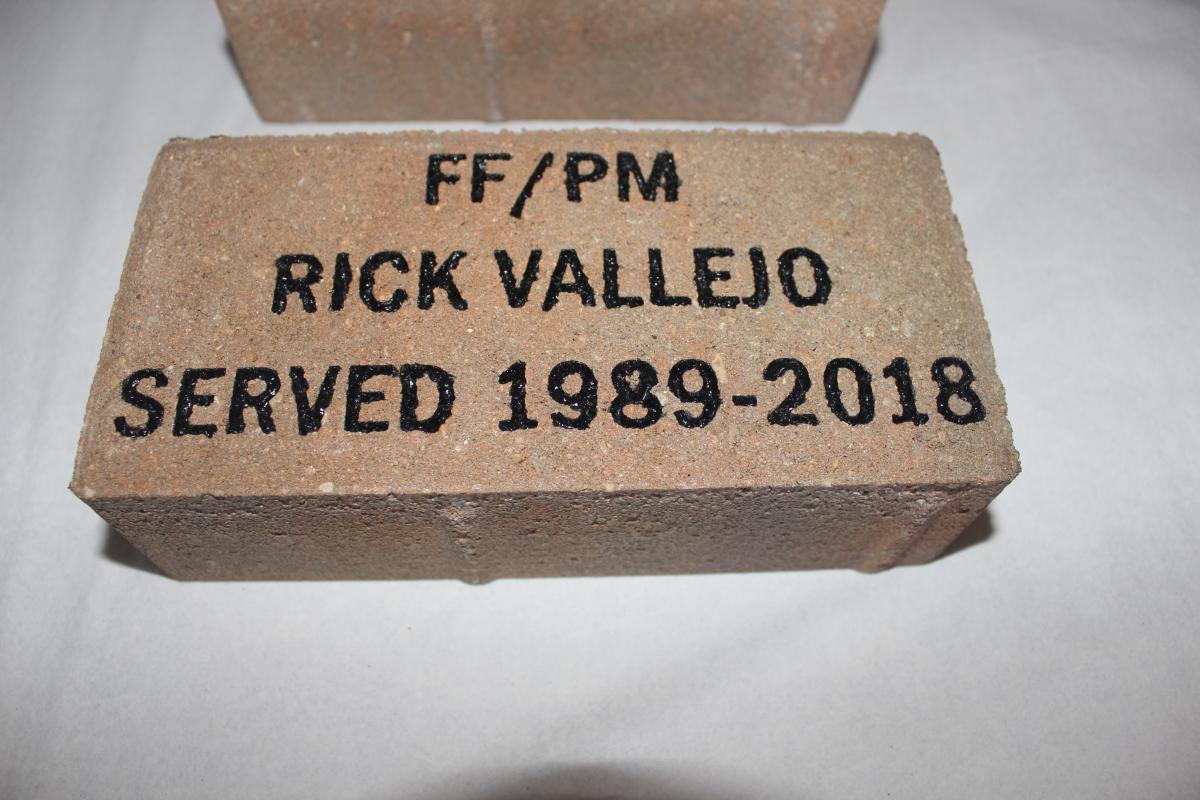 FF/PM
RICK VALLEJO
SERVED 1989-2018